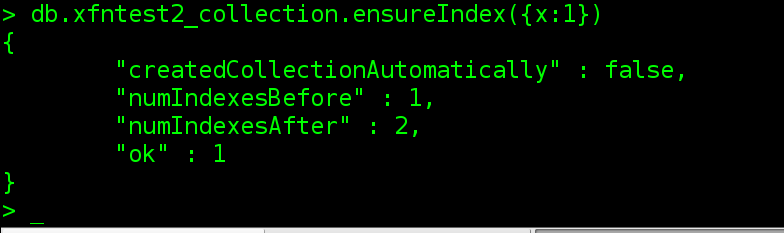 > db.xfntest2_collection.ensureIndex({x:1})
{
        "createdCollectionAutomatically" : false,
        "numIndexesBefore" : 1,
        "numIndexesAfter" : 2,
        "ok" : 1
}
> _